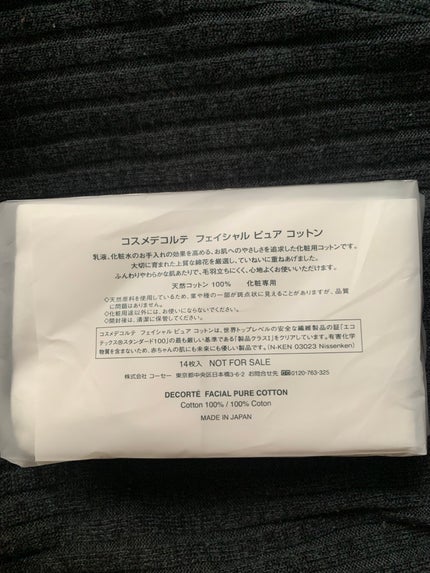 コスメデコルテ フェイシャル ピュア コットン
乳液、化粧水のお手入れの効果を高める、お肌へのやさしさを追求した化粧用コットンです。
大切に育まれた上質な綿花を厳選し、ていねいに重ねあげました。
ふんわりやわらかな肌あたりで、毛羽立ちにくく、心地よくお使いいただけます。
天然コットン 100% 化粧専用
◇天然原料を使用しているため、葉や種の一部が斑点状に見えることがありますが、品質
に問題はありません。
◇化粧用途以外には、お使いにならないでください。
◇開封後は、清潔に保管してください。
コスメデコルテ フェイシャル ピュア コットンは、世界トップレベルの安全な繊維製品の証「エコ
テックス®スタンダード100」の最も厳しい基準である「製品クラスⅠ」をクリアしています。有害化学
物質を含まないため、赤ちゃんの肌にも未来にも優しい製品です。(N-KEN 03023 Nissenken)
14枚入 NOT FOR SALE
株式会社 コーセー 東京都中央区日本橋3-6-2 お問合せ先 0120-763-325
DECORTÉ FACIAL PURE COTTON
Cotton 100% / 100% Coton
MADE IN JAPAN